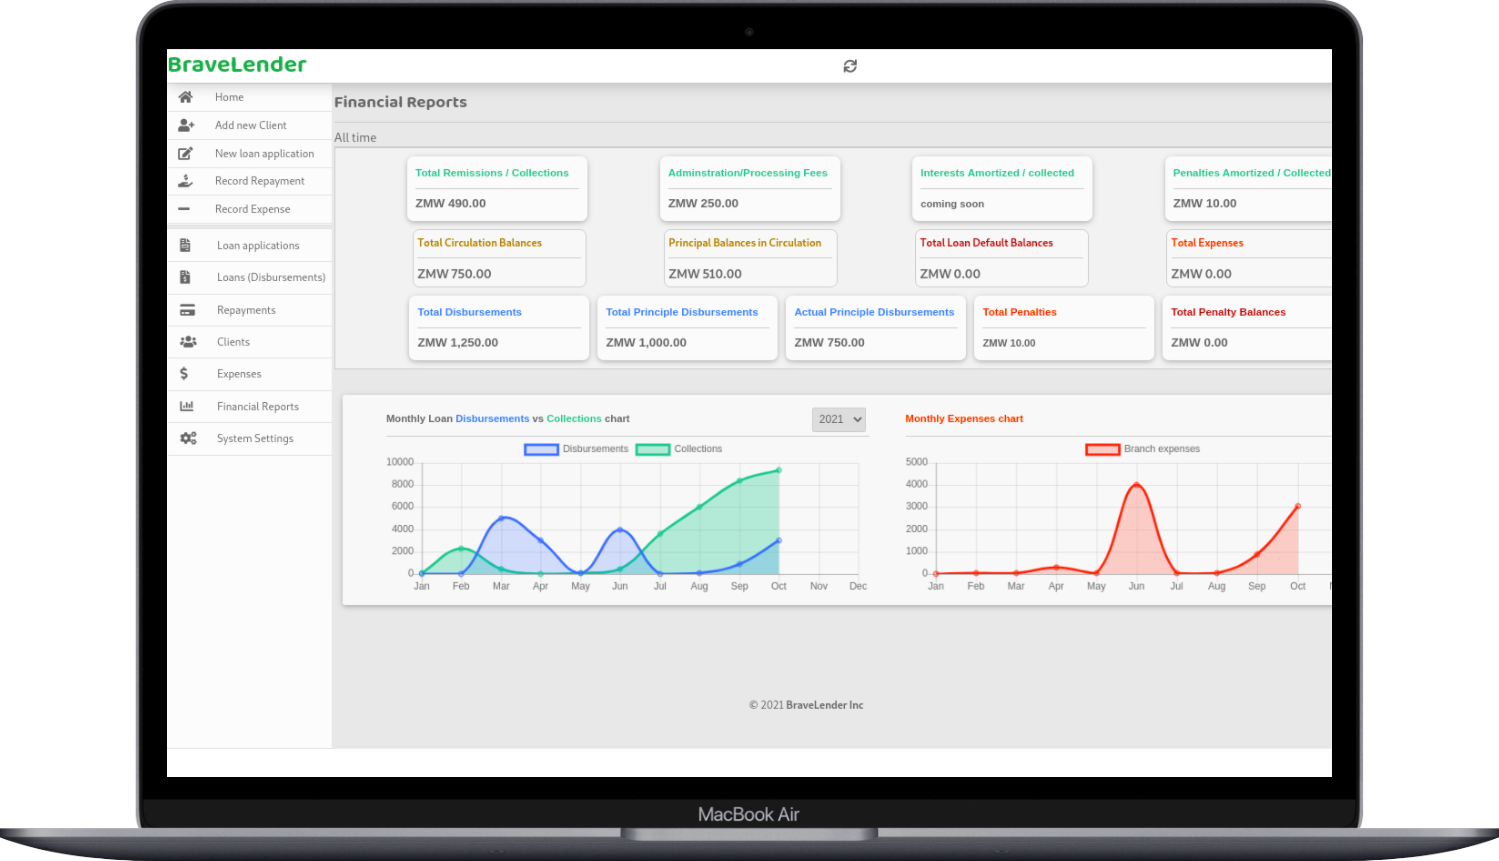 BraveLender
Home
Add new Client
New loan application
Record Repayment
Record Expense
Loan applications
Loans (Disbursements)
Repayments
Clients
Expenses
Financial Reports
System Settings
Financial Reports
All time
Total Remissions / Collections
ZMW 490.00
Adminstration/Processing Fees
ZMW 250.00
Interests Amortized / collected
coming soon
Penalties Amortized / Collected
ZMW 10.00
Total Circulation Balances
ZMW 750.00
Principal Balances in Circulation
ZMW 510.00
Total Loan Default Balances
ZMW 0.00
Total Expenses
ZMW 0.00
Total Disbursements
ZMW 1,250.00
Total Principle Disbursements
ZMW 1,000.00
Actual Principle Disbursements
ZMW 750.00
Total Penalties
ZMW 10.00
Total Penalty Balances
ZMW 0.00
Monthly Loan Disbursements vs Collections chart
2021
Disbursements Collections
10000
8000
6000
4000
2000
0
Jan Feb Mar Apr May Jun Jul Aug Sep Oct Nov Dec
Monthly Expenses chart
Branch expenses
5000
4000
3000
2000
1000
0
Jan Feb Mar Apr May Jun Jul Aug Sep Oct
© 2021 BraveLender Inc
MacBook Air